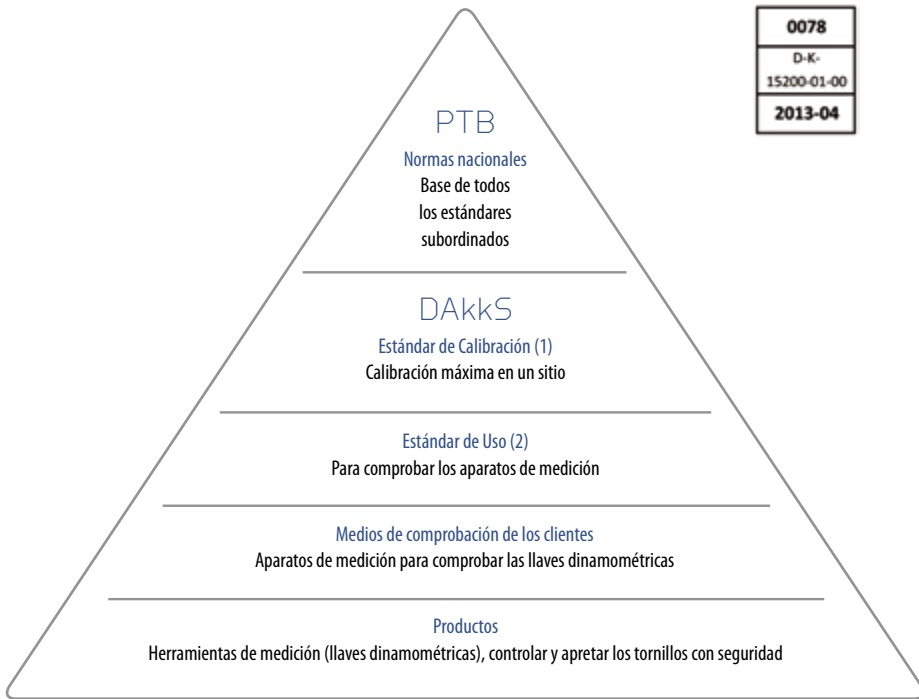 0078
D-K-
15200-01-00
2013-04
PTB
Normas nacionales
Base de todos
los estándares
subordinados
DAkkS
Estándar de Calibración (1)
Calibración máxima en un sitio
Estándar de Uso (2)
Para comprobar los aparatos de medición
Medios de comprobación de los clientes
Aparatos de medición para comprobar las llaves dinamométricas
Productos
Herramientas de medición (llaves dinamométricas), controlar y apretar los tornillos con seguridad